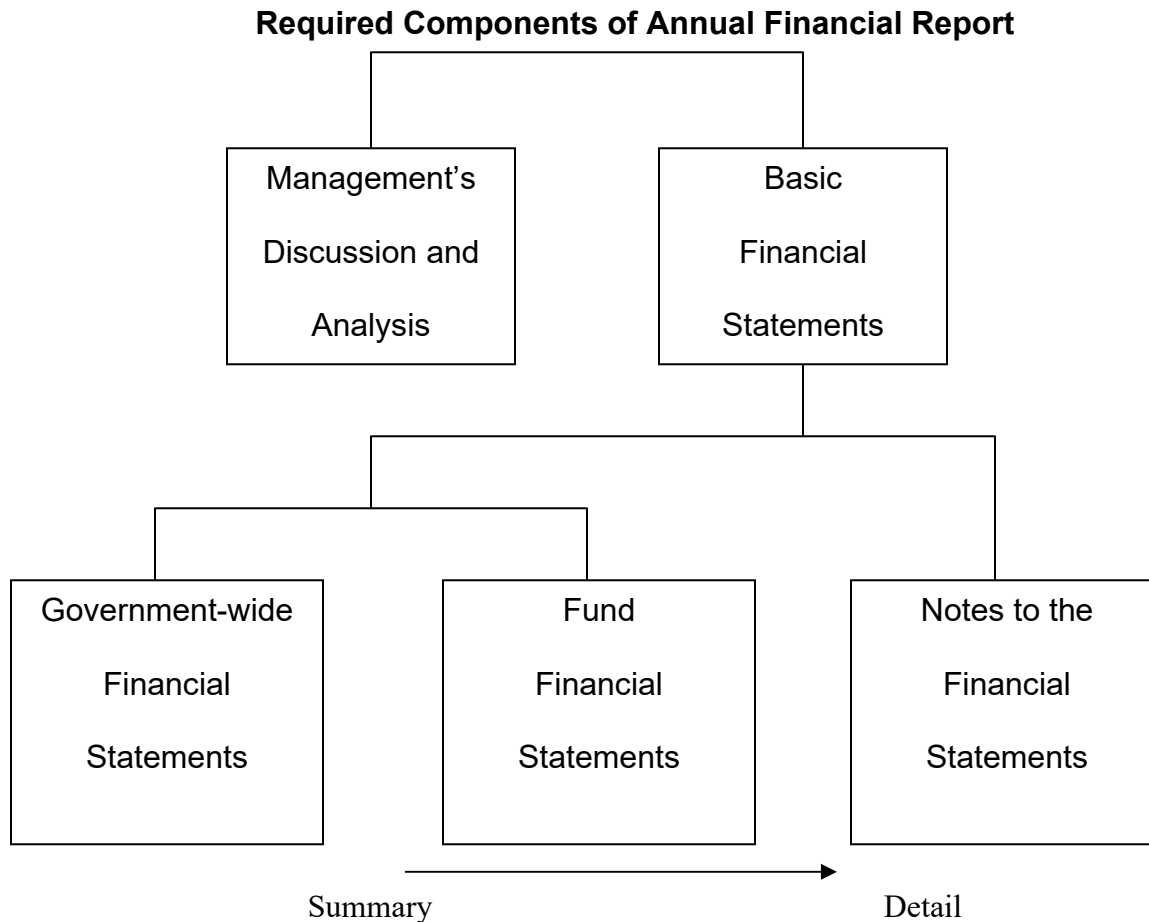 Required Components of Annual Financial Report
Management's
Discussion and
Analysis
Basic
Financial
Statements
Government-wide
Financial
Statements
Fund
Financial
Statements
Notes to the
Financial
Statements
Summary
Detail